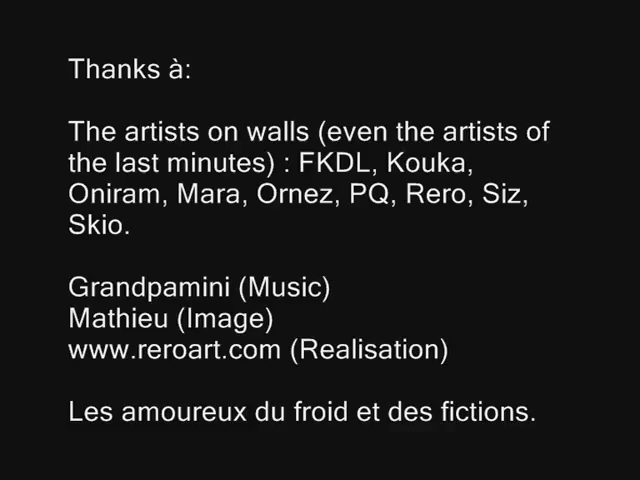 Thanks à:
The artists on walls (even the artists of
the last minutes) : FKDL, Kouka,
Oniram, Mara, Ornez, PQ, Rero, Siz,
Skio.
Grandpamini (Music)
Mathieu (Image)
www.reroart.com (Realisation)
Les amoureux du froid et des fictions.